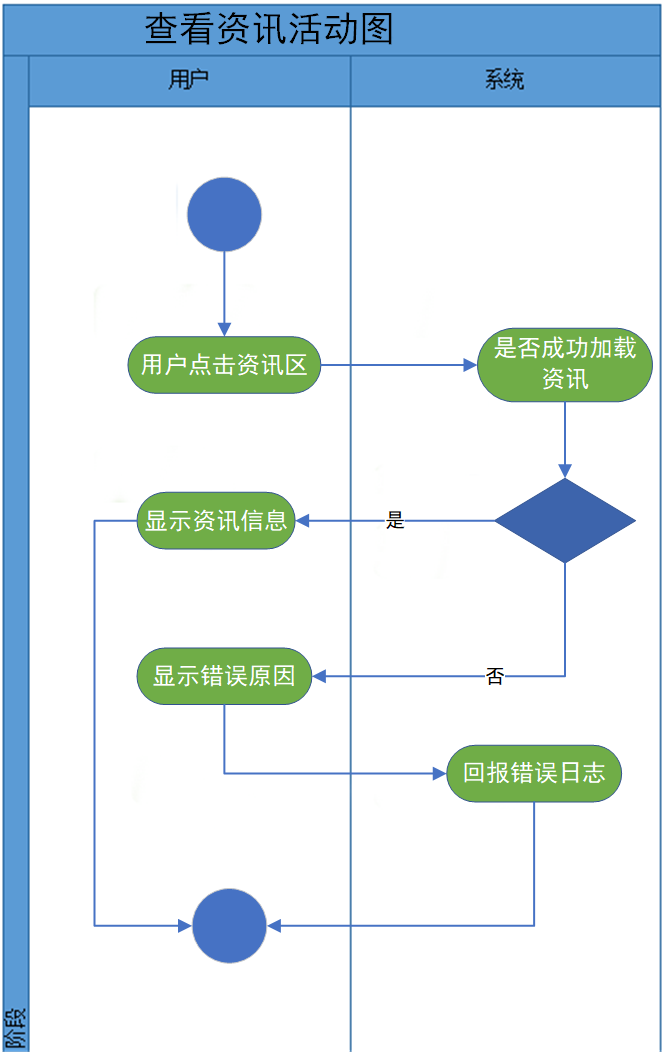 查看资讯活动图
用户
系统
用户点击资讯区
是否成功加载
资讯
显示资讯信息
是
显示错误原因
否
回报错误日志
阶段